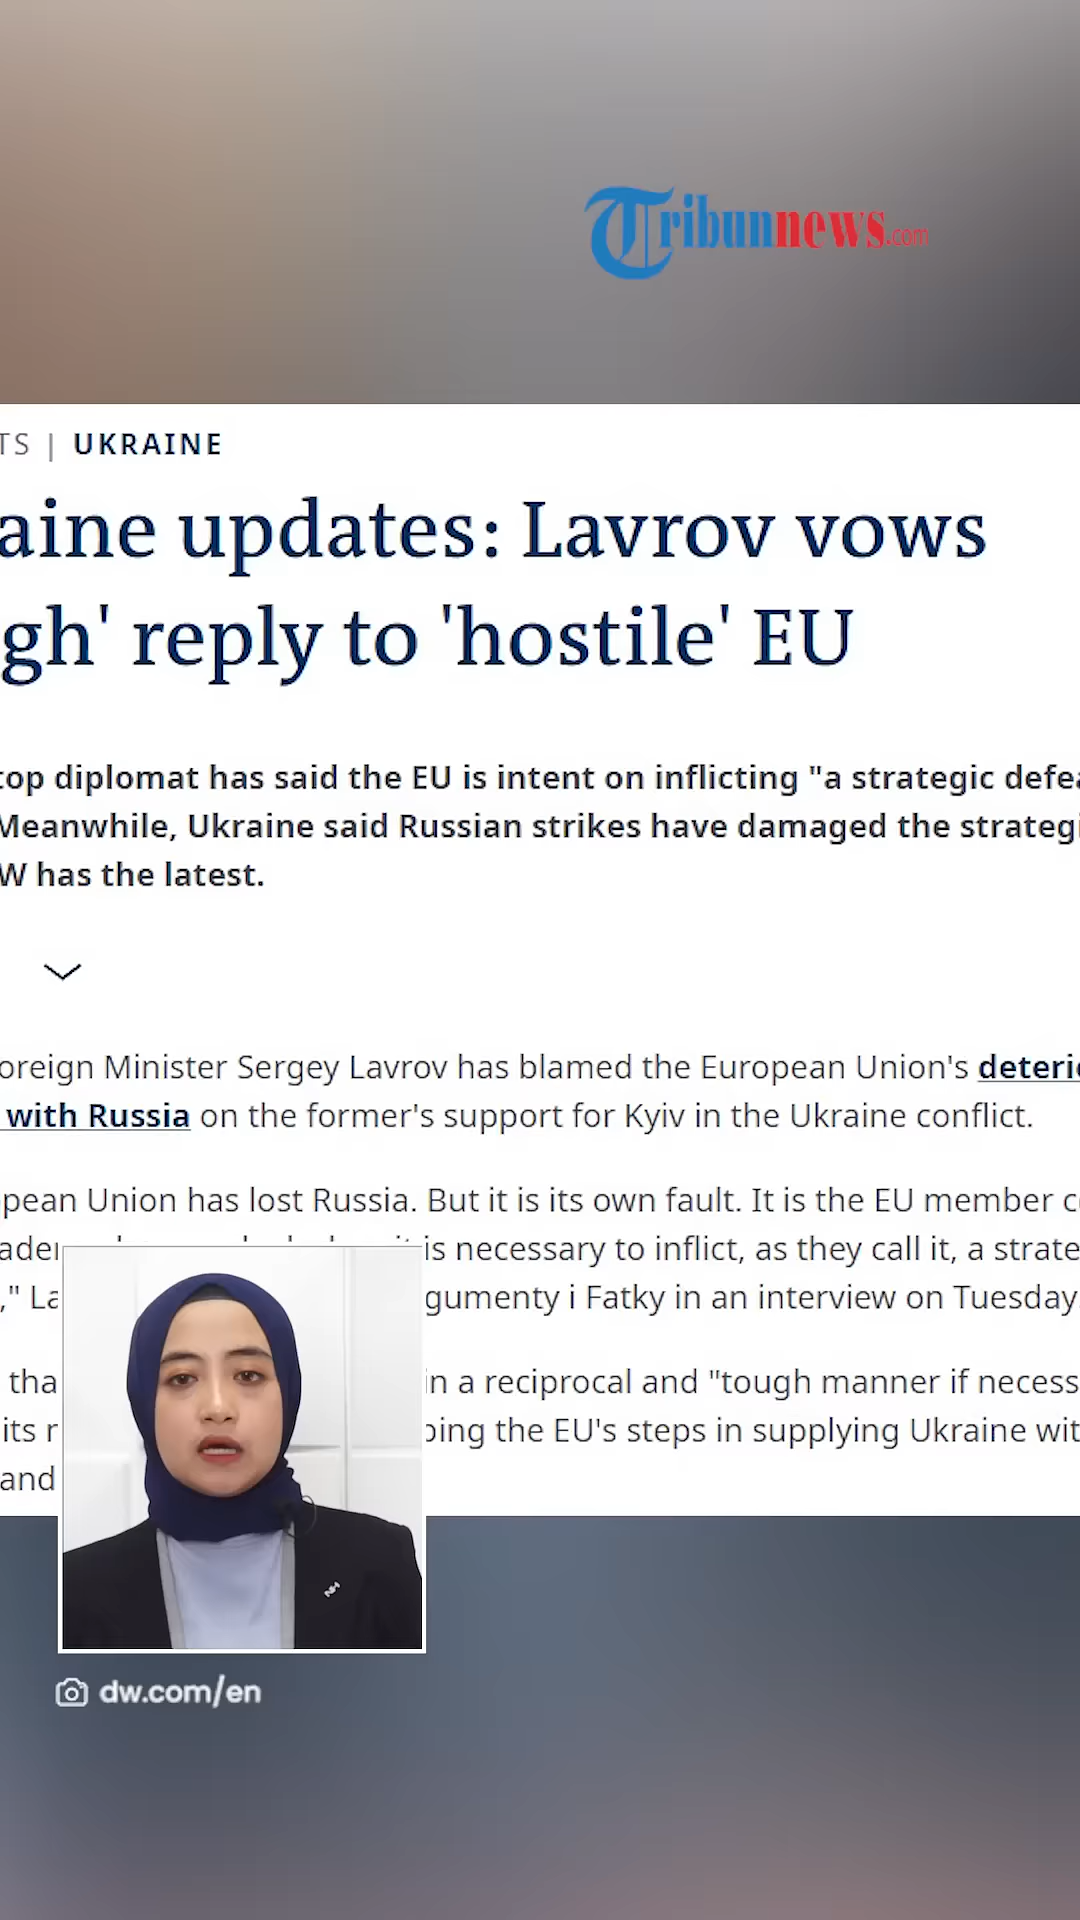 Tribunnews.com
TS | UKRAINE
aine updates: Lavrov vows
gh' reply to 'hostile' EU
top diplomat has said the EU is intent on inflicting "a strategic defea
Meanwhile, Ukraine said Russian strikes have damaged the strategi
W has the latest.
oreign Minister Sergey Lavrov has blamed the European Union's deterio
with Russia on the former's support for Kyiv in the Ukraine conflict.
pean Union has lost Russia. But it is its own fault. It is the EU member c
ader is necessary to inflict, as they call it, a strate
," La gumenty i Fatky in an interview on Tuesday.
tha in a reciprocal and "tough manner if necess
its r ping the EU's steps in supplying Ukraine wit
and
dw.com/en